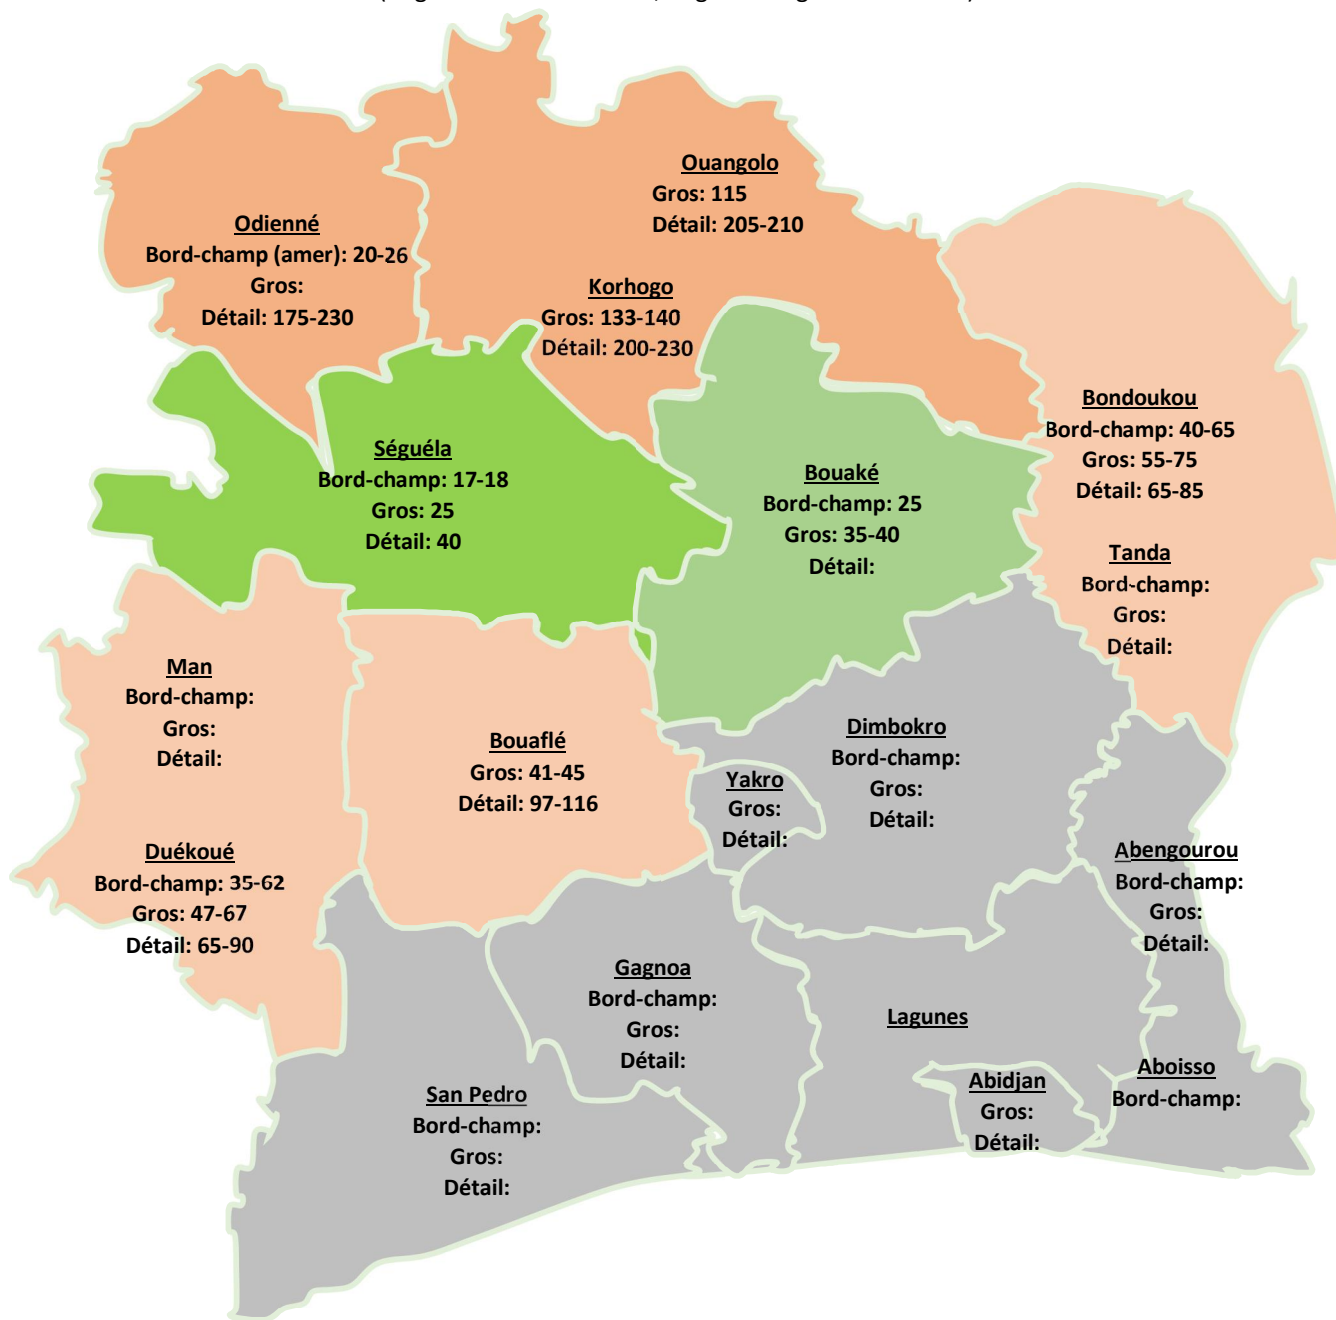 Ouangolo
Gros: 115
Détail: 205-210
Odienné
Bord-champ (amer): 20-26
Gros:
Détail: 175-230
Korhogo
Gros: 133-140
Détail: 200-230
Bondoukou
Bord-champ: 40-65
Gros: 55-75
Détail: 65-85
Séguéla
Bord-champ: 17-18
Gros: 25
Détail: 40
Bouaké
Bord-champ: 25
Gros: 35-40
Détail:
Tanda
Bord-champ:
Gros:
Détail:
Man
Bord-champ:
Gros:
Détail:
Bouaflé
Gros: 41-45
Détail: 97-116
Dimbokro
Bord-champ:
Gros:
Détail:
Yakro
Gros:
Détail:
Duékoué
Bord-champ: 35-62
Gros: 47-67
Détail: 65-90
Abengourou
Bord-champ:
Gros:
Détail:
Gagnoa
Bord-champ:
Gros:
Détail:
Lagunes
San Pedro
Bord-champ:
Gros:
Détail:
Abidjan
Gros:
Détail:
Aboisso
Bord-champ: